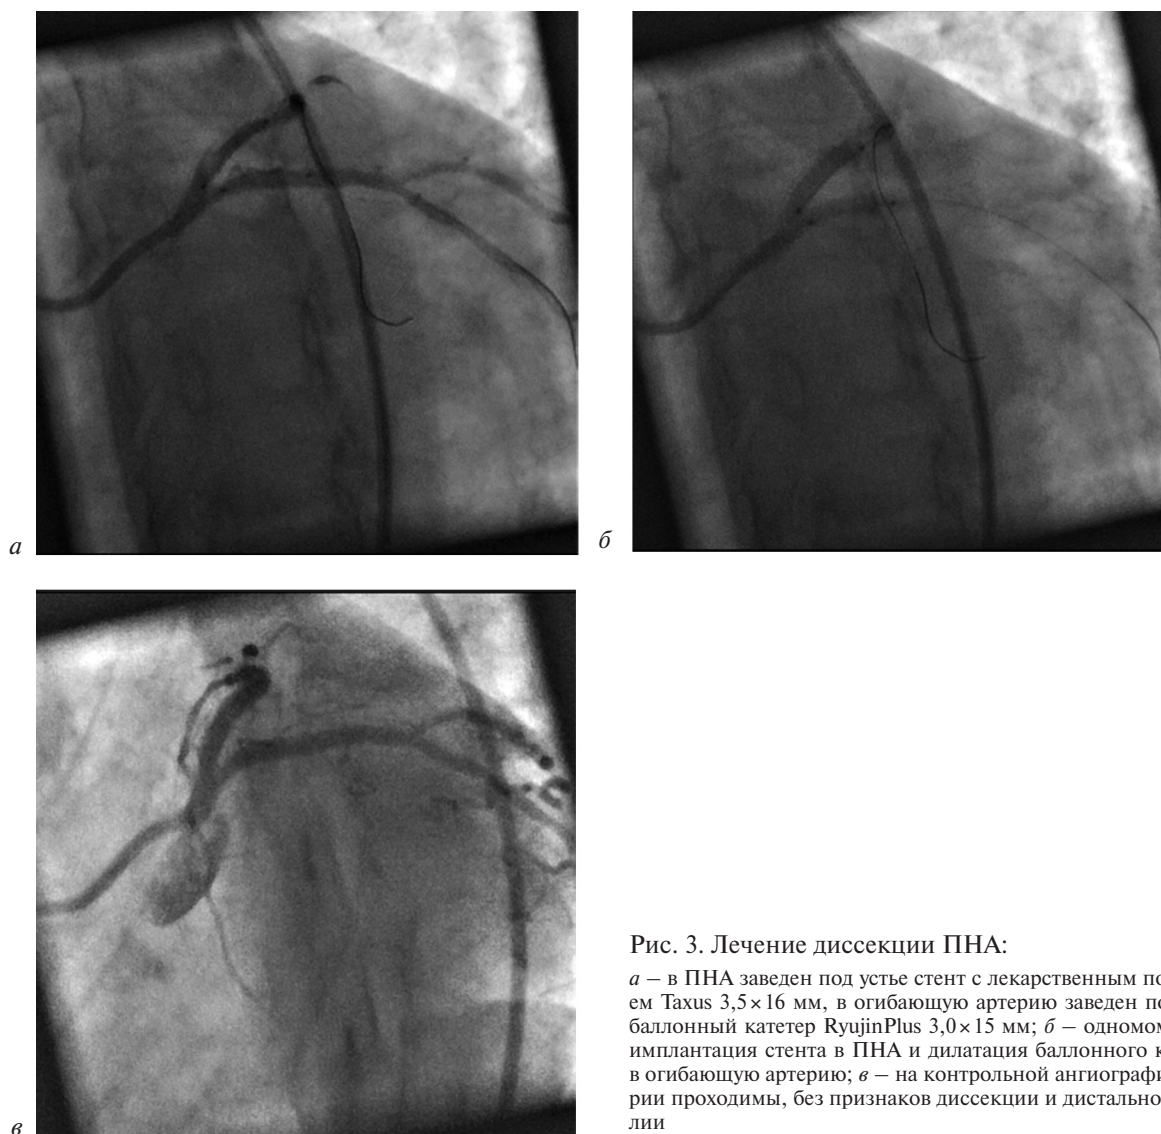 а
б
в
Рис. 3. Лечение диссекции ПНА:
а – в ПНА заведен под устье стент с лекарственным по
ем Taxus 3,5×16 мм, в огибающую артерию заведен по
баллонный катетер RyujinPlus 3,0×15 мм; б – одномом
имплантация стента в ПНА и дилатация баллонного к
в огибающую артерию; в – на контрольной ангиографи
рии проходимы, без признаков диссекции и дистально
лии